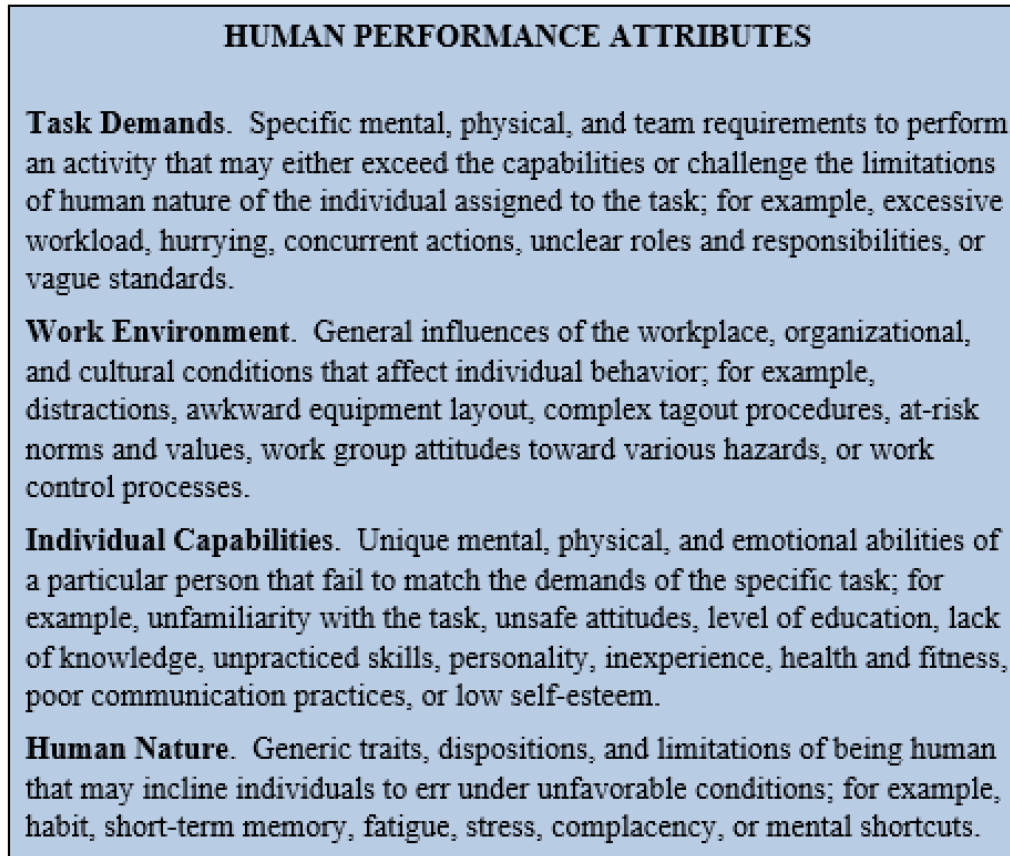 HUMAN PERFORMANCE ATTRIBUTES
Task Demands.  Specific mental, physical, and team requirements to perform
an activity that may either exceed the capabilities or challenge the limitations
of human nature of the individual assigned to the task; for example, excessive
workload, hurrying, concurrent actions, unclear roles and responsibilities, or
vague standards.
Work Environment.  General influences of the workplace, organizational,
and cultural conditions that affect individual behavior; for example,
distractions, awkward equipment layout, complex tagout procedures, at-risk
norms and values, work group attitudes toward various hazards, or work
control processes.
Individual Capabilities.  Unique mental, physical, and emotional abilities of
a particular person that fail to match the demands of the specific task; for
example, unfamiliarity with the task, unsafe attitudes, level of education, lack
of knowledge, unpracticed skills, personality, inexperience, health and fitness,
poor communication practices, or low self-esteem.
Human Nature.  Generic traits, dispositions, and limitations of being human
that may incline individuals to err under unfavorable conditions; for example,
habit, short-term memory, fatigue, stress, complacency, or mental shortcuts.